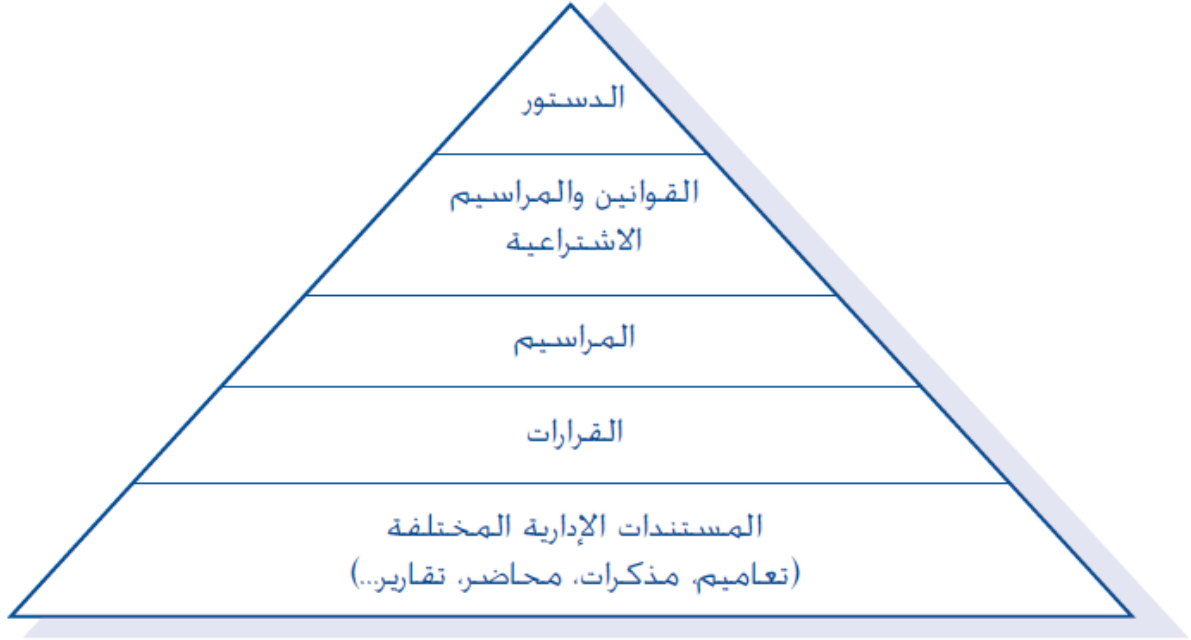 الدستور
القوانين والمراسيم
الاشتراعية
المراسيم
القرارات
المستندات الإدارية المختلفة
(تعاميم، مذكرات، محاضر، تقارير...)